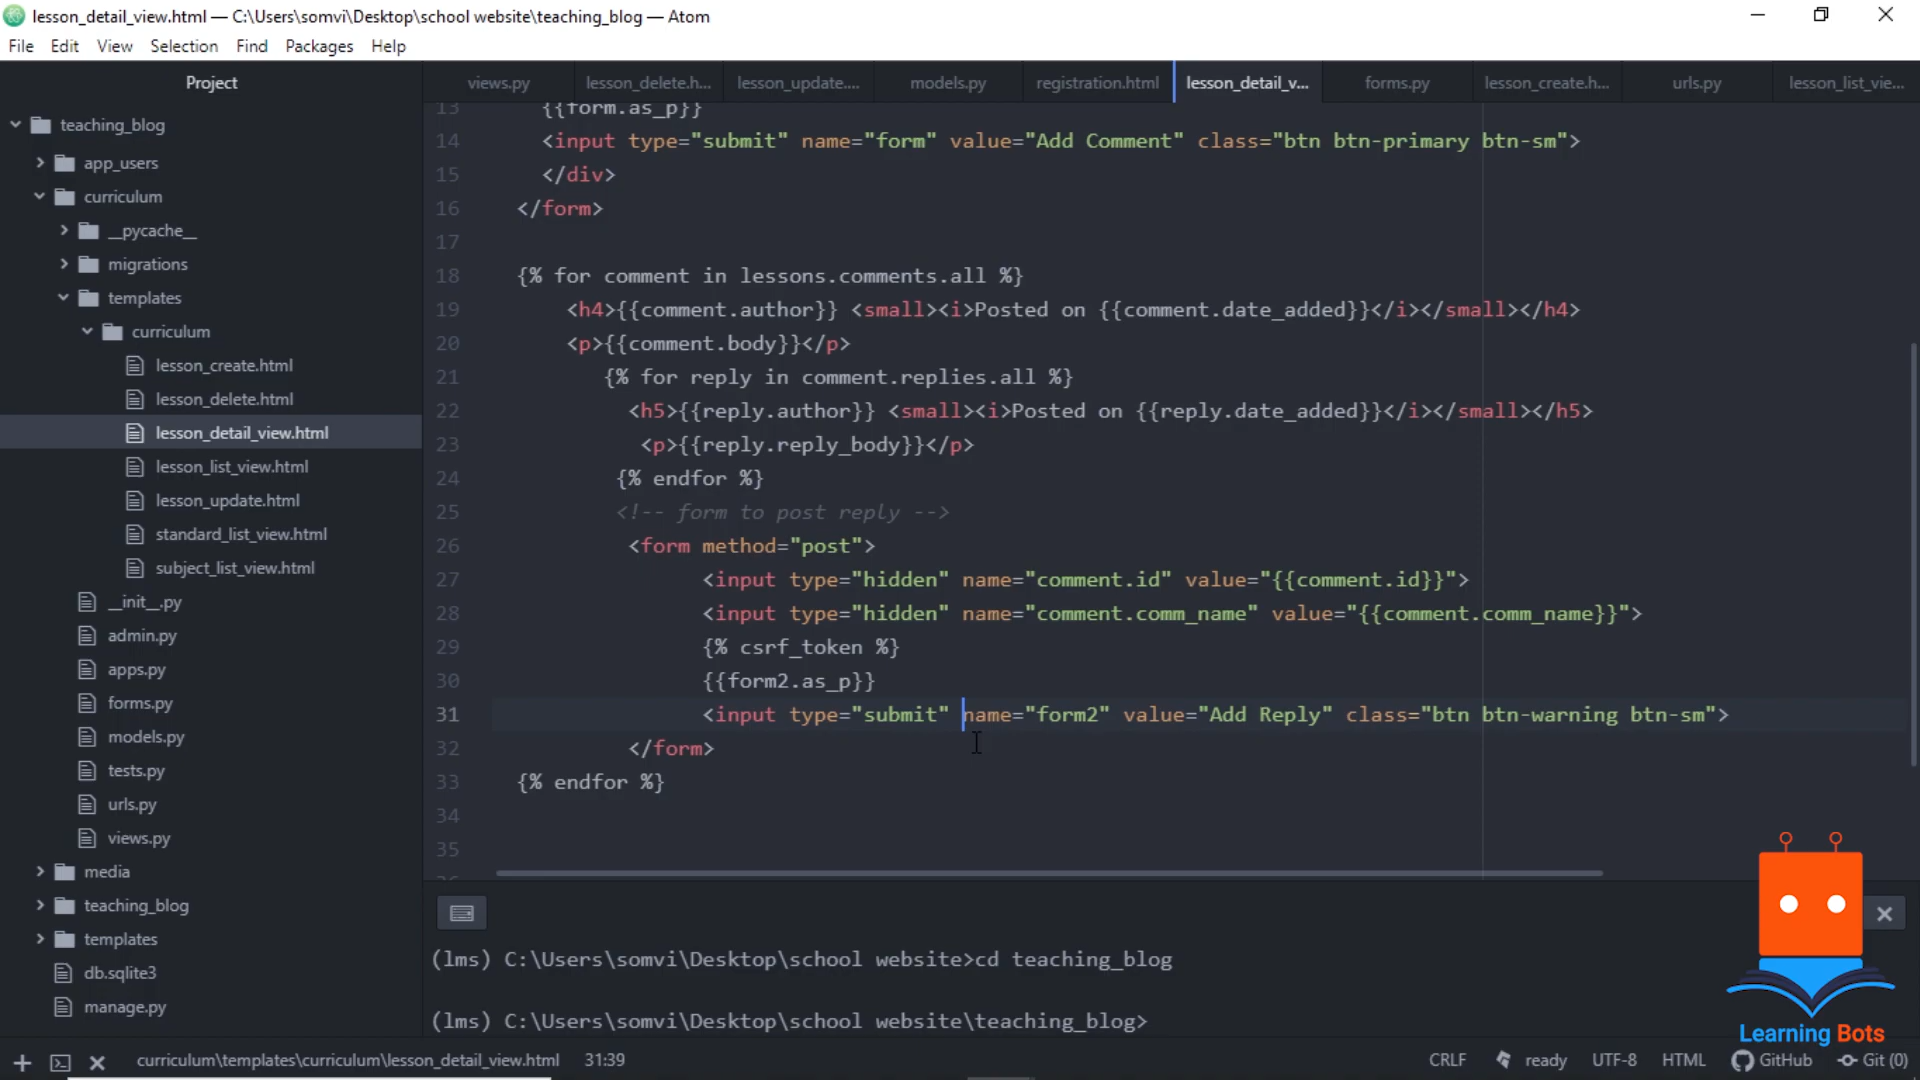 lesson_detail_view.html — C:\Users\somvi\Desktop\school website\teaching_blog — Atom
File Edit View Selection Find Packages Help
Project
views.py lesson_delete.h... lesson_update.... models.py registration.html lesson_detail_v... forms.py lesson_create.h... urls.py lesson_list_vie...
teaching_blog
app_users
curriculum
__pycache__
migrations
templates
curriculum
lesson_create.html
lesson_delete.html
lesson_detail_view.html
lesson_list_view.html
lesson_update.html
standard_list_view.html
subject_list_view.html
__init__.py
admin.py
apps.py
forms.py
models.py
tests.py
urls.py
views.py
media
teaching_blog
templates
db.sqlite3
manage.py
13 {{form.as_p}}
14 <input type="submit" name="form" value="Add Comment" class="btn btn-primary btn-sm">
15 </div>
16 </form>
17
18 {% for comment in lessons.comments.all %}
19 <h4>{{comment.author}} <small><i>Posted on {{comment.date_added}}</i></small></h4>
20 <p>{{comment.body}}</p>
21 {% for reply in comment.replies.all %}
22 <h5>{{reply.author}} <small><i>Posted on {{reply.date_added}}</i></small></h5>
23 <p>{{reply.reply_body}}</p>
24 {% endfor %}
25 <!-- form to post reply -->
26 <form method="post">
27 <input type="hidden" name="comment.id" value="{{comment.id}}">
28 <input type="hidden" name="comment.comm_name" value="{{comment.comm_name}}">
29 {% csrf_token %}
30 {{form2.as_p}}
31 <input type="submit" name="form2" value="Add Reply" class="btn btn-warning btn-sm">
32 </form>
33 {% endfor %}
34
35
(lms) C:\Users\somvi\Desktop\school website>cd teaching_blog
(lms) C:\Users\somvi\Desktop\school website\teaching_blog>
Learning Bots
curriculum\templates\curriculum\lesson_detail_view.html 31:39 CRLF ready UTF-8 HTML GitHub Git (0)